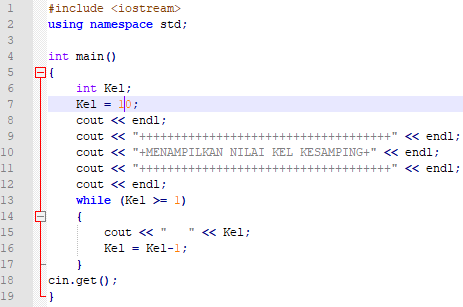 1 #include <iostream>
2 using namespace std;
3
4 int main()
5 {
6 int Kel;
7 Kel = 10;
8 cout << endl;
9 cout << "++++++++++++++++++++++++++++++++++++" << endl;
10 cout << "+MENAMPILKAN NILAI KEL KESAMPING+" << endl;
11 cout << "++++++++++++++++++++++++++++++++++++" << endl;
12 cout << endl;
13 while (Kel >= 1)
14 {
15 cout << "   " << Kel;
16 Kel = Kel-1;
17 }
18 cin.get();
19 }